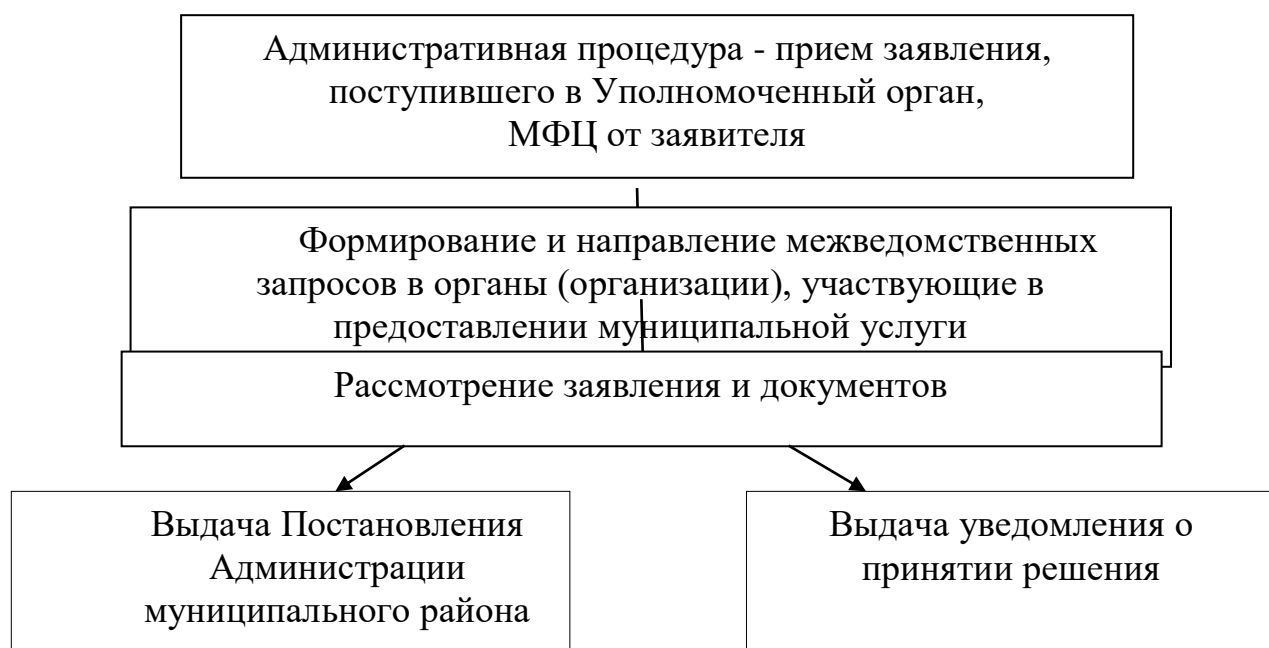 Административная процедура - прием заявления,
поступившего в Уполномоченный орган,
МФЦ от заявителя
Формирование и направление межведомственных
запросов в органы (организации), участвующие в
предоставлении муниципальной услуги
Рассмотрение заявления и документов
Выдача Постановления
Администрации
муниципального района
Выдача уведомления о
принятии решения